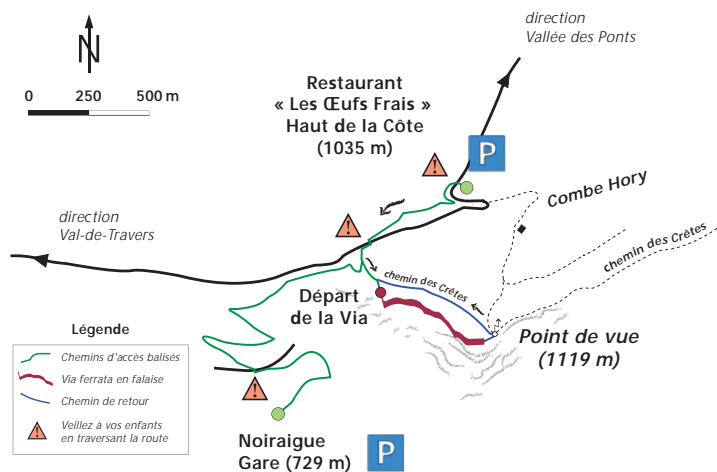 direction
Vallée des Ponts
N
0 250 500 m
Restaurant
« Les Œufs Frais »
Haut de la Côte
(1035 m)
P
!
Combe Hory
!
direction
Val-de-Travers
chemin des Crêtes
chemin des Crêtes
Départ
de la Via
Point de vue
(1119 m)
Légende
Chemins d'accès balisés
Via ferrata en falaise
Chemin de retour
!
Veillez à vos enfants
en traversant la route
!
Noiraigue
Gare (729 m)
P